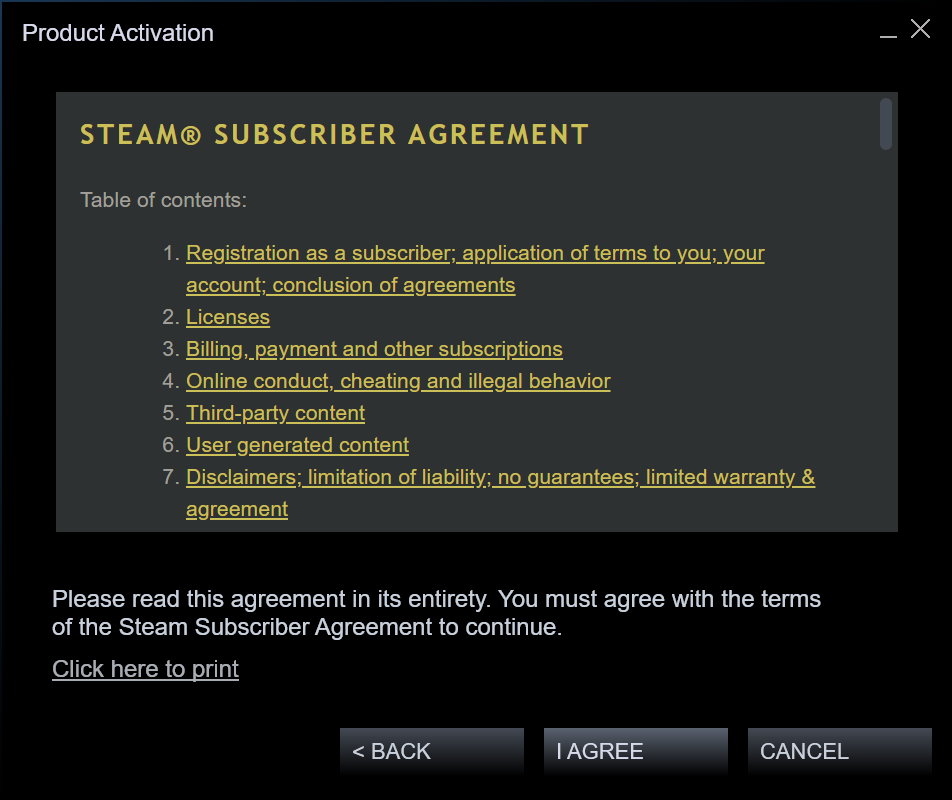 Product Activation
STEAM® SUBSCRIBER AGREEMENT
Table of contents:
1. Registration as a subscriber; application of terms to you; your
account; conclusion of agreements
2. Licenses
3. Billing, payment and other subscriptions
4. Online conduct, cheating and illegal behavior
5. Third-party content
6. User generated content
7. Disclaimers; limitation of liability; no guarantees; limited warranty &
agreement
Please read this agreement in its entirety. You must agree with the terms
of the Steam Subscriber Agreement to continue.
Click here to print
< BACK I AGREE CANCEL